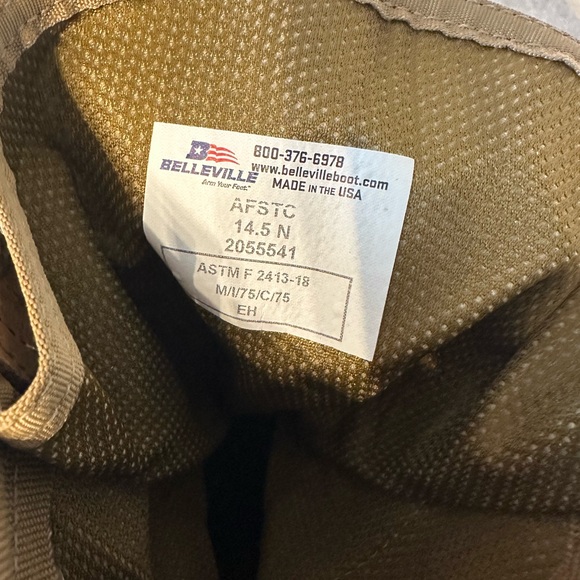 BELLEVILLE
Arm Your Feet.™
800-376-6978
www.bellevilleboot.com
MADE IN THE USA
AFSTC
14.5 N
2055541
ASTM F 2413-18
M/I/75/C/75
EH